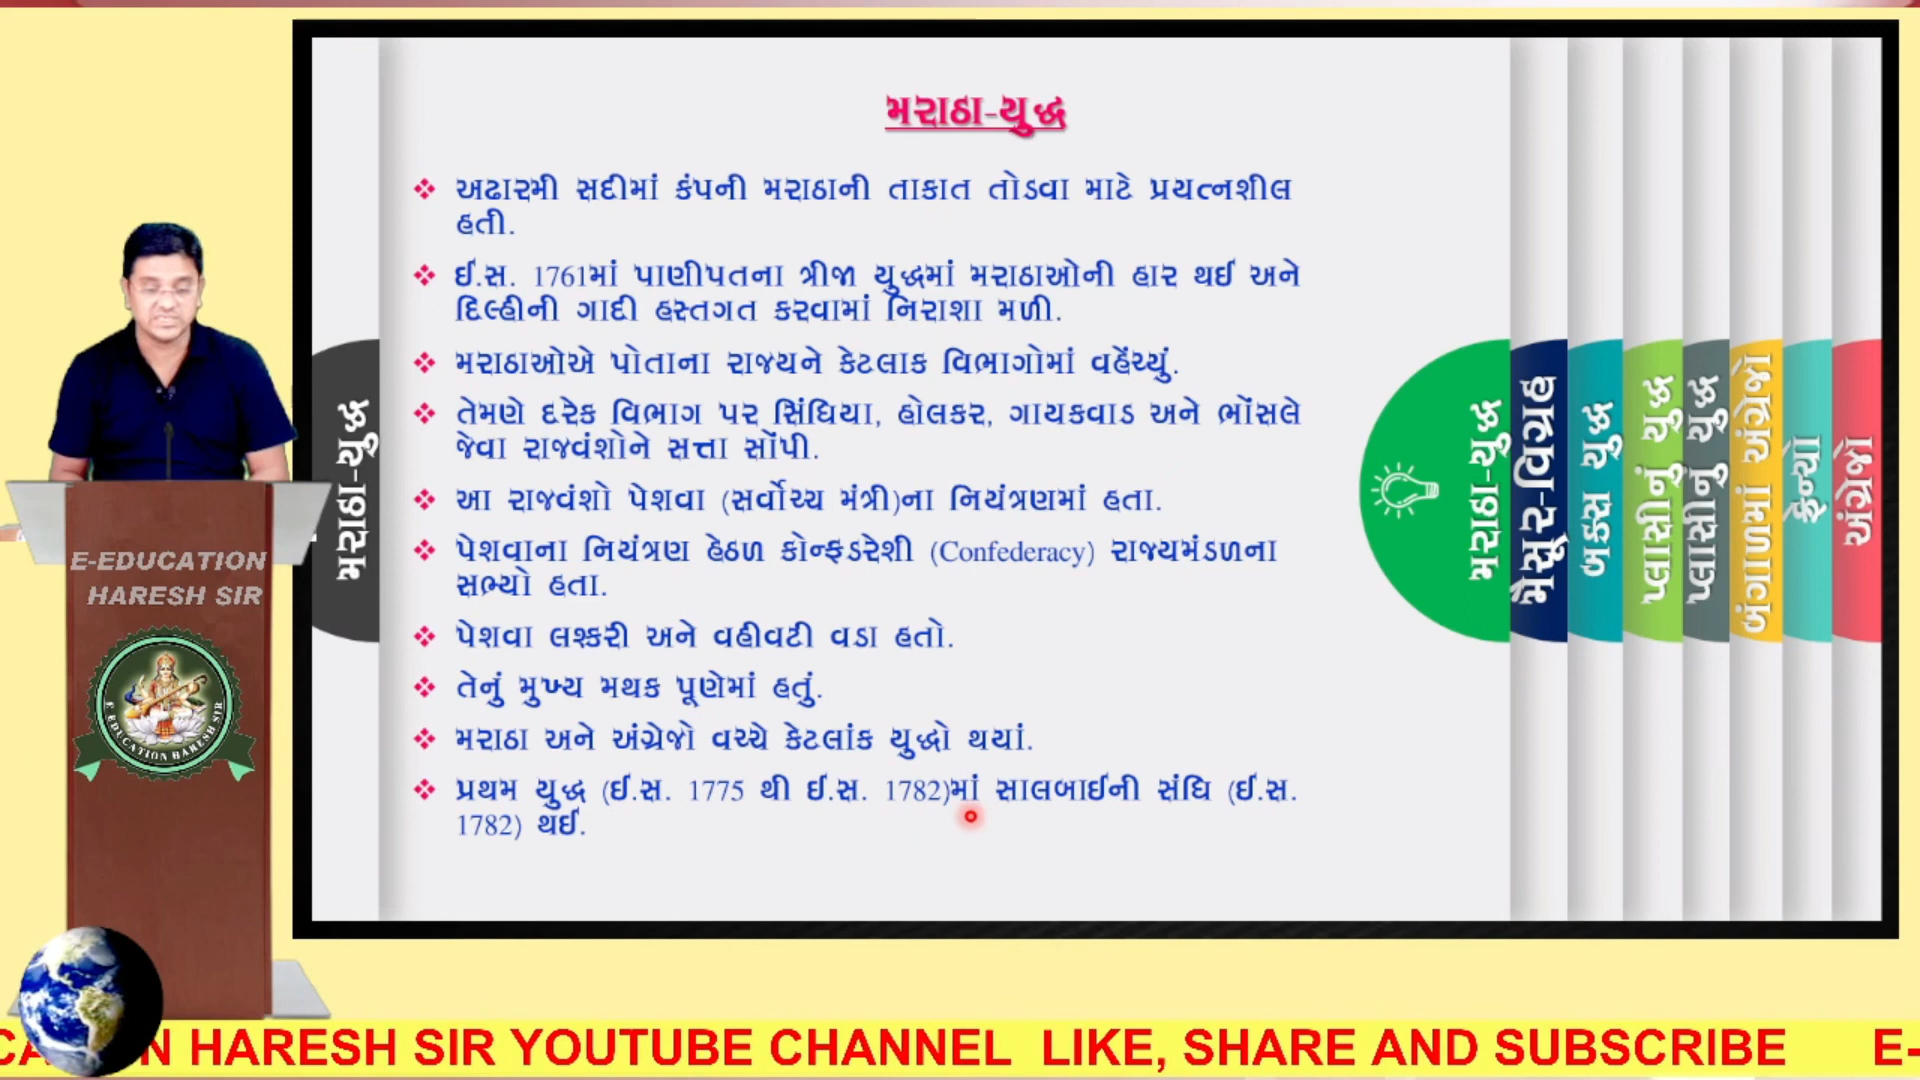 મરાઠા-યુદ્ધ
અઢારમી સદીમાં કંપની મરાઠાની તાકાત તોડવા માટે પ્રયત્નશીલ
હતી.
ઈ.સ. 1761માં પાણીપતના ત્રીજા યુદ્ધમાં મરાઠાઓની હાર થઈ અને
દિલ્હીની ગાદી હસ્તગત કરવામાં નિરાશા મળી.
મરાઠાઓએ પોતાના રાજ્યને કેટલાક વિભાગોમાં વહેંચ્યું.
તેમણે દરેક વિભાગ પર સિંધિયા, હોલકર, ગાયકવાડ અને ભોંસલે
જેવા રાજવંશોને સત્તા સોંપી.
આ રાજવંશો પેશવા (સર્વોચ્ચ મંત્રી)ના નિયંત્રણમાં હતા.
પેશવાના નિયંત્રણ હેઠળ કોન્ફડરેશી (Confederacy) રાજ્યમંડળના
સભ્યો હતા.
પેશવા લશ્કરી અને વહીવટી વડા હતો.
તેનું મુખ્ય મથક પૂણેમાં હતું.
મરાઠા અને અંગ્રેજો વચ્ચે કેટલાંક યુદ્ધો થયાં.
પ્રથમ યુદ્ધ (ઈ.સ. 1775 થી ઈ.સ. 1782)માં સાલબાઈની સંધિ (ઈ.સ.
1782) થઈ.
મરાઠા-યુદ્ધ
મરાઠા-યુદ્ધ
મૈસૂર-વિગ્રહ
બક્સર યુદ્ધ
પ્લાસીનું યુદ્ધ
પ્લાસીનું યુદ્ધ
બંગાળમાં અંગ્રેજો
ફ્રેન્ચો
અંગ્રેજો
E-EDUCATION
HARESH SIR
E EDUCATION HARESH SIR
N HARESH SIR YOUTUBE CHANNEL LIKE, SHARE AND SUBSCRIBE E-